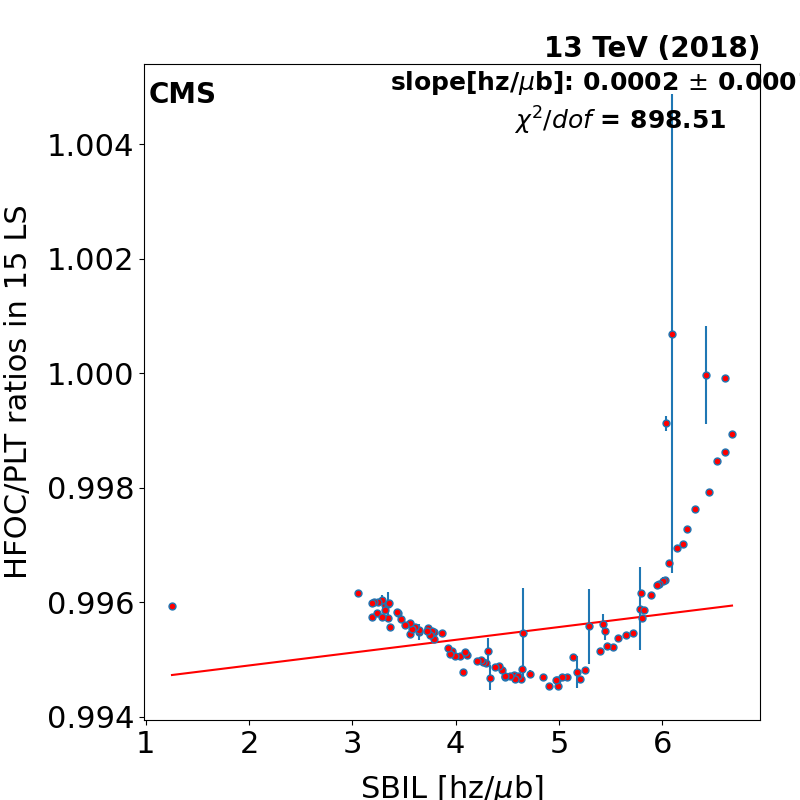 13 TeV (2018)
CMS
slope[hz/μb]: 0.0002 ± 0.000
χ²/dof = 898.51
HFOC/PLT ratios in 15 LS
1.004
1.002
1.000
0.998
0.996
0.994
1 2 3 4 5 6
SBIL [hz/μb]